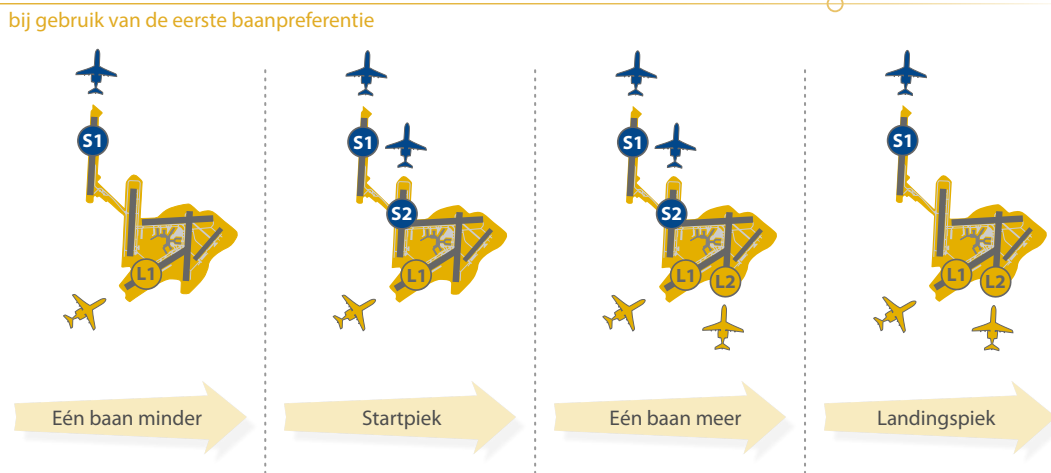 bij gebruik van de eerste baanpreferentie
S1
L1
Eén baan minder
S1
S2
L1
Startpiek
S1
S2
L1
L2
Eén baan meer
S1
L1
L2
Landingspiek